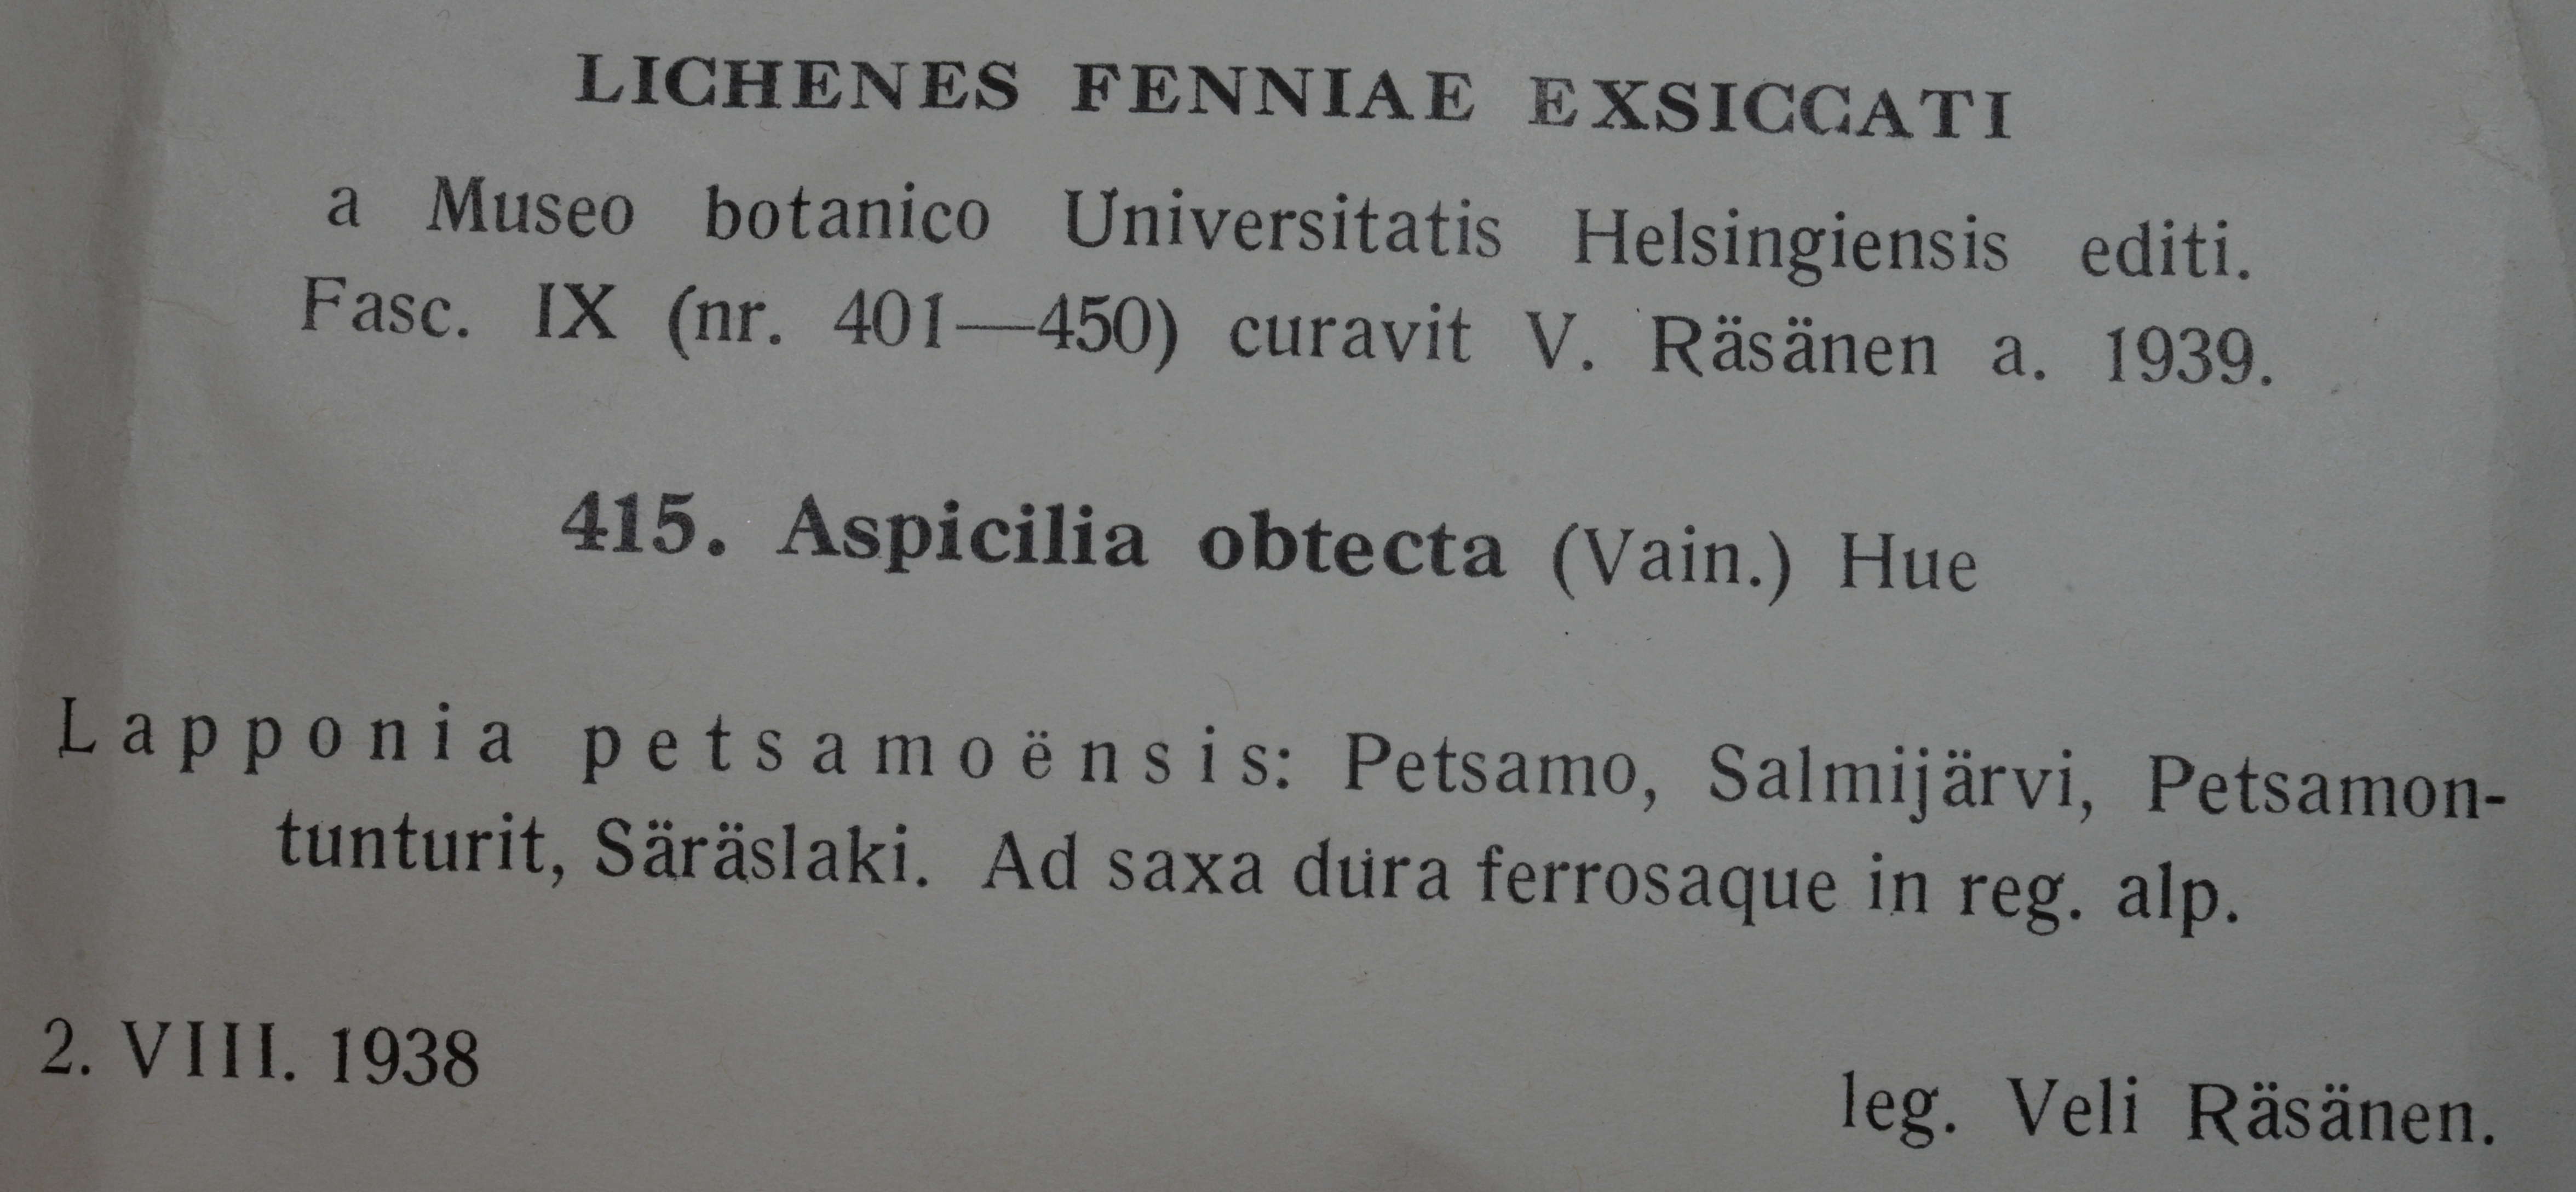 LICHENES FENNIAE EXSICCATI
a Museo botanico Universitatis Helsingiensis editi.
Fasc. IX (nr. 401—450) curavit V. Räsänen a. 1939.
415. Aspicilia obtecta (Vain.) Hue
Lapponia petsamoënsis: Petsamo, Salmijärvi, Petsamon-
tunturit, Säräslaki. Ad saxa dura ferrosaque in reg. alp.
2. VIII. 1938
leg. Veli Räsänen.